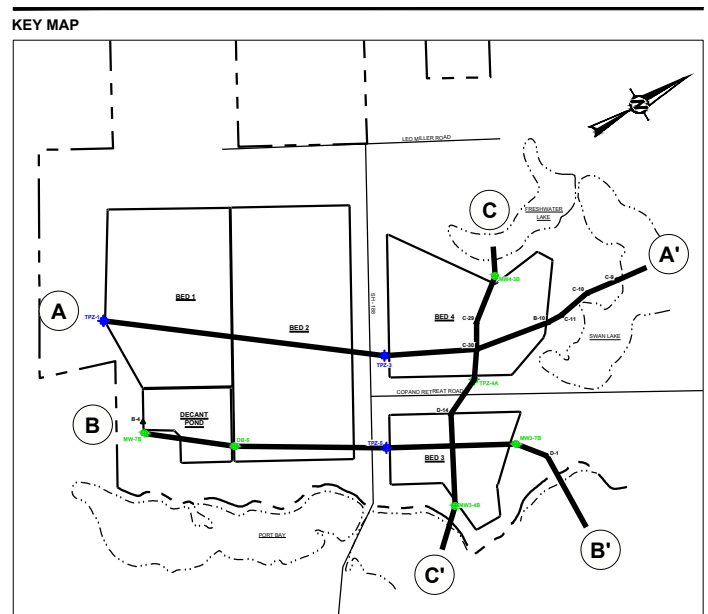 KEY MAP
N
LEO MILLER ROAD
C
FRESHWATER
LAKE
A'
MW4-3B
C-9
C-10
BED 1
A
TPZ-1
SH-188
C-29
BED 4
B-10
C-11
BED 2
SWAN LAKE
C-30
TPZ-3
TPZ-4A
COPANO RETREAT ROAD
DECANT
POND
B-4
D-14
B
MW-7B
DB-5
TPZ-5
MW3-7B
BED 3
D-1
MW3-4B
PORT BAY
B'
C'